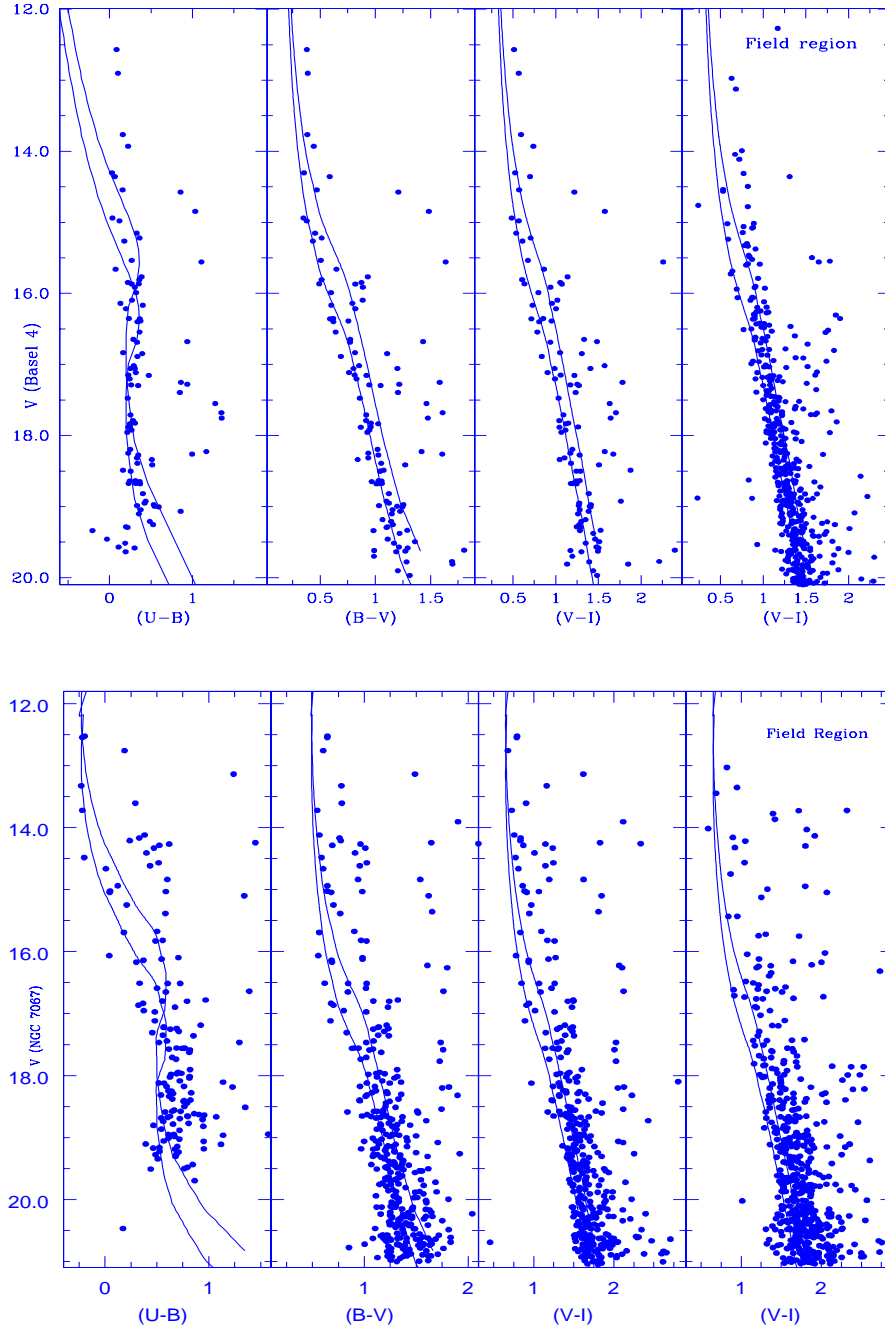 12.0
14.0
16.0
18.0
20.0
V (Basel 4)
Field region
0 1
0.5 1 1.5
0.5 1 1.5 2
0.5 1 1.5 2
(U−B) (B−V) (V−I) (V−I)
12.0
14.0
16.0
18.0
20.0
V (NGC 7067)
Field Region
0 1
1 2
1 2
1 2
(U-B) (B-V) (V-I) (V-I)